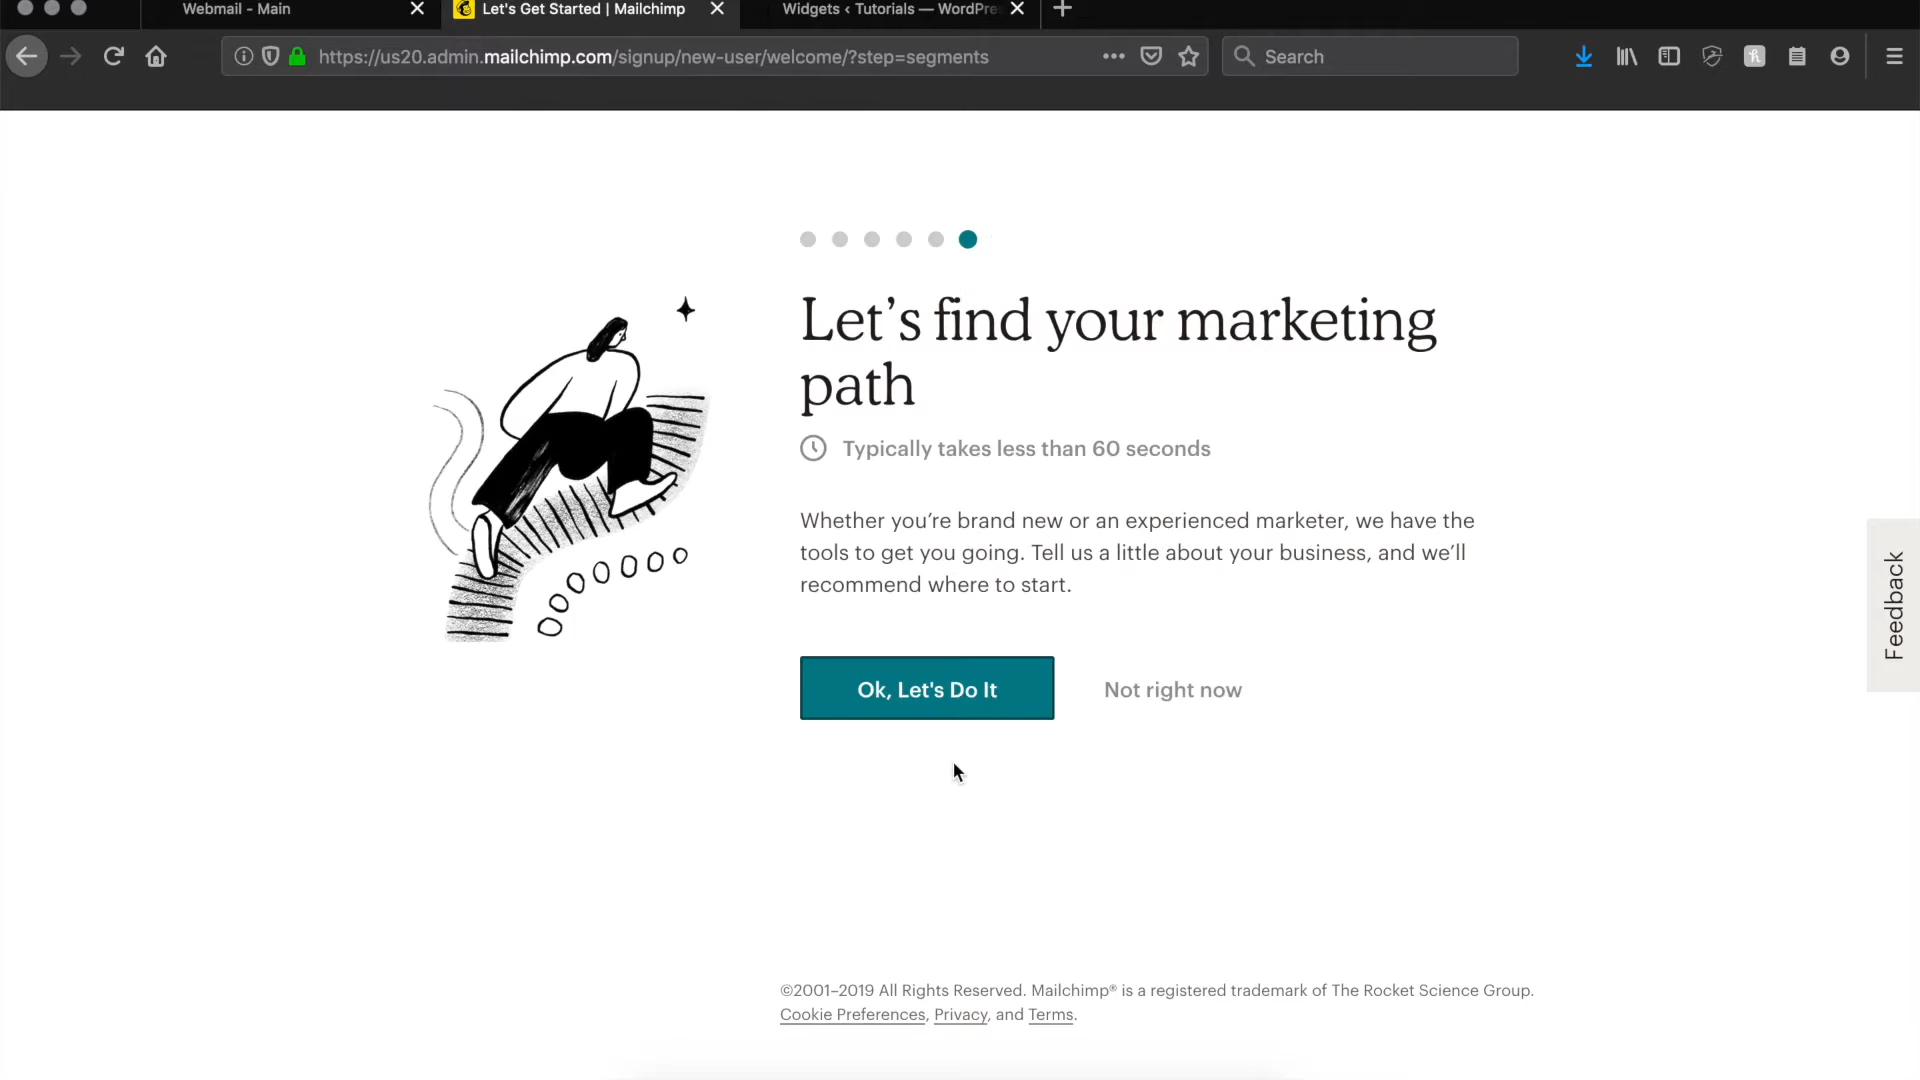 Webmail - Main
Let's Get Started | Mailchimp
Widgets ‹ Tutorials — WordPre
https://us20.admin.mailchimp.com/signup/new-user/welcome/?step=segments
Search
Let’s find your marketing
path
Typically takes less than 60 seconds
Whether you’re brand new or an experienced marketer, we have the
tools to get you going. Tell us a little about your business, and we’ll
recommend where to start.
Ok, Let's Do It
Not right now
Feedback
©2001–2019 All Rights Reserved. Mailchimp® is a registered trademark of The Rocket Science Group.
Cookie Preferences, Privacy, and Terms.